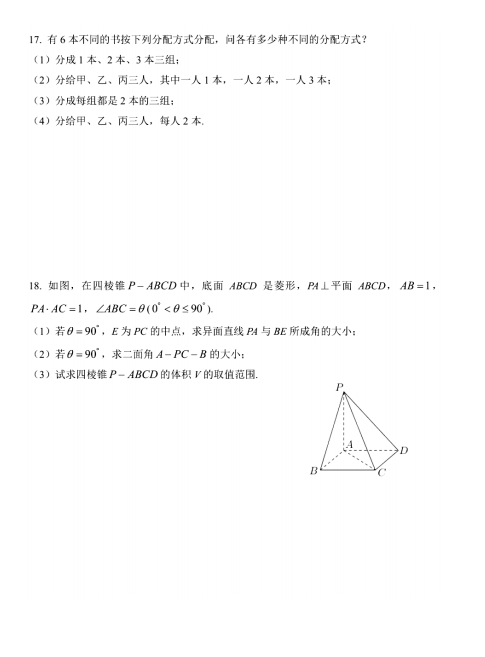 17. 有 6 本不同的书按下列分配方式分配，问各有多少种不同的分配方式？
（1）分成 1 本、2 本、3 本三组；
（2）分给甲、乙、丙三人，其中一人 1 本，一人 2 本，一人 3 本；
（3）分成每组都是 2 本的三组；
（4）分给甲、乙、丙三人，每人 2 本.
18. 如图，在四棱锥 P − ABCD 中，底面 ABCD 是菱形，PA ⊥ 平面 ABCD， AB = 1，
PA· AC = 1，∠ABC = θ ( 0° < θ ≤ 90° ).
（1）若 θ = 90°，E 为 PC 的中点，求异面直线 PA 与 BE 所成角的大小；
（2）若 θ = 90°，求二面角 A − PC − B 的大小；
（3）试求四棱锥 P − ABCD 的体积 V 的取值范围.
P
A
D
B
C